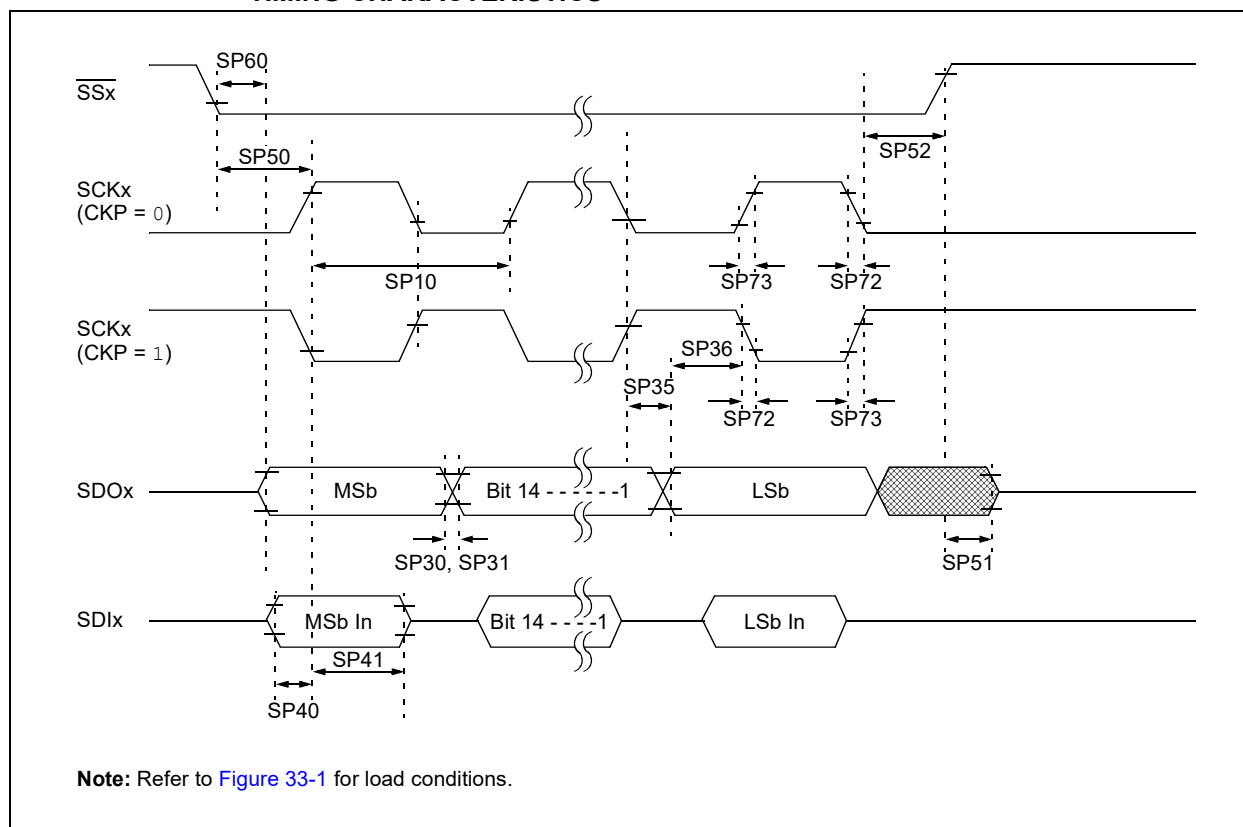 SP60
SSx
SP50
SP52
SCKx
(CKP = 0)
SP10
SP73
SP72
SCKx
(CKP = 1)
SP36
SP35
SP72
SP73
SDOx
MSb
Bit 14 - - - - - -1
LSb
SP30, SP31
SP51
SDIx
MSb In
Bit 14 - - - -1
LSb In
SP41
SP40
Note: Refer to Figure 33-1 for load conditions.